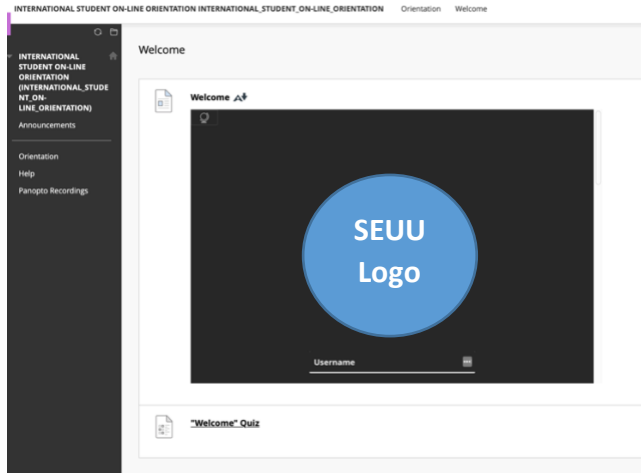 INTERNATIONAL STUDENT ON-LINE ORIENTATION INTERNATIONAL_STUDENT_ON-LINE_ORIENTATION Orientation Welcome
INTERNATIONAL
STUDENT ON-LINE
ORIENTATION
(INTERNATIONAL_STUDE
NT_ON-
LINE_ORIENTATION)
Announcements
Orientation
Help
Panopto Recordings
Welcome
Welcome
SEUU
Logo
Username
"Welcome" Quiz